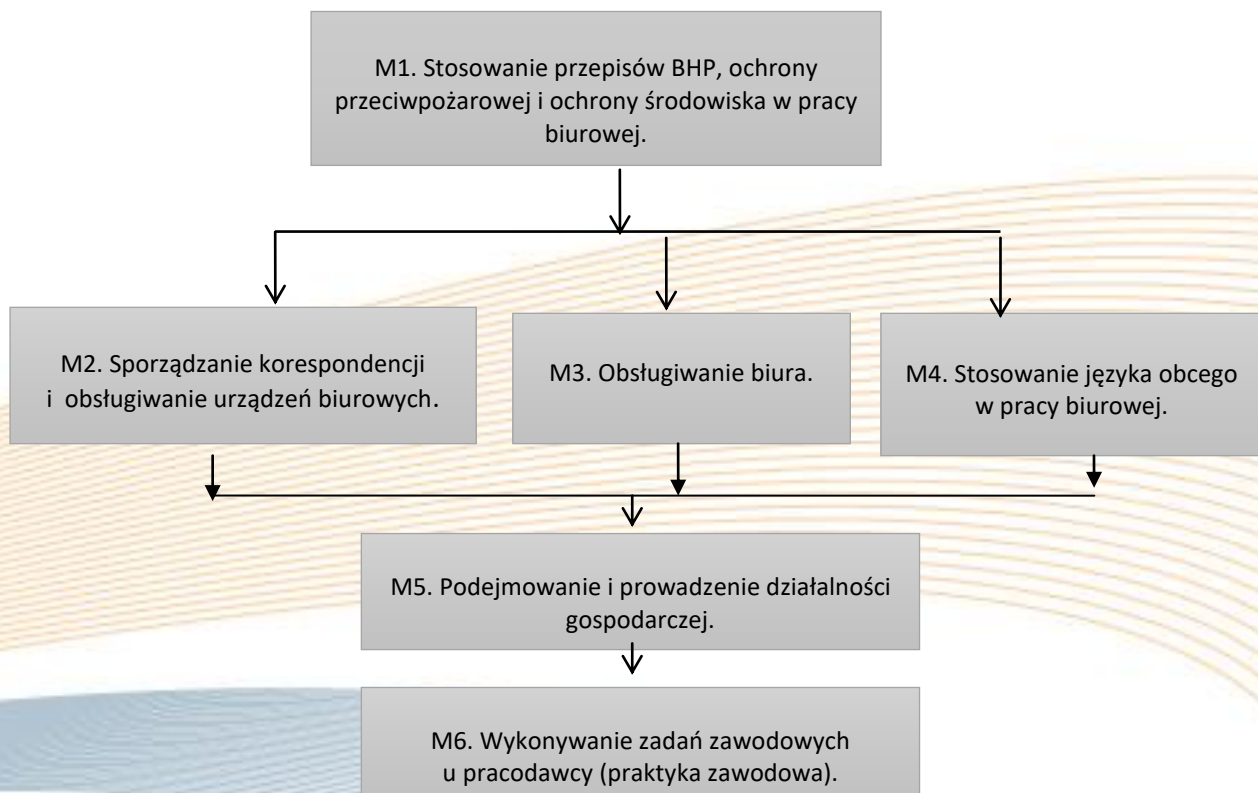 M1. Stosowanie przepisów BHP, ochrony
przeciwpożarowej i ochrony środowiska w pracy
biurowej.
M2. Sporządzanie korespondencji
i obsługiwanie urządzeń biurowych.
M3. Obsługiwanie biura.
M4. Stosowanie języka obcego
w pracy biurowej.
M5. Podejmowanie i prowadzenie działalności
gospodarczej.
M6. Wykonywanie zadań zawodowych
u pracodawcy (praktyka zawodowa).